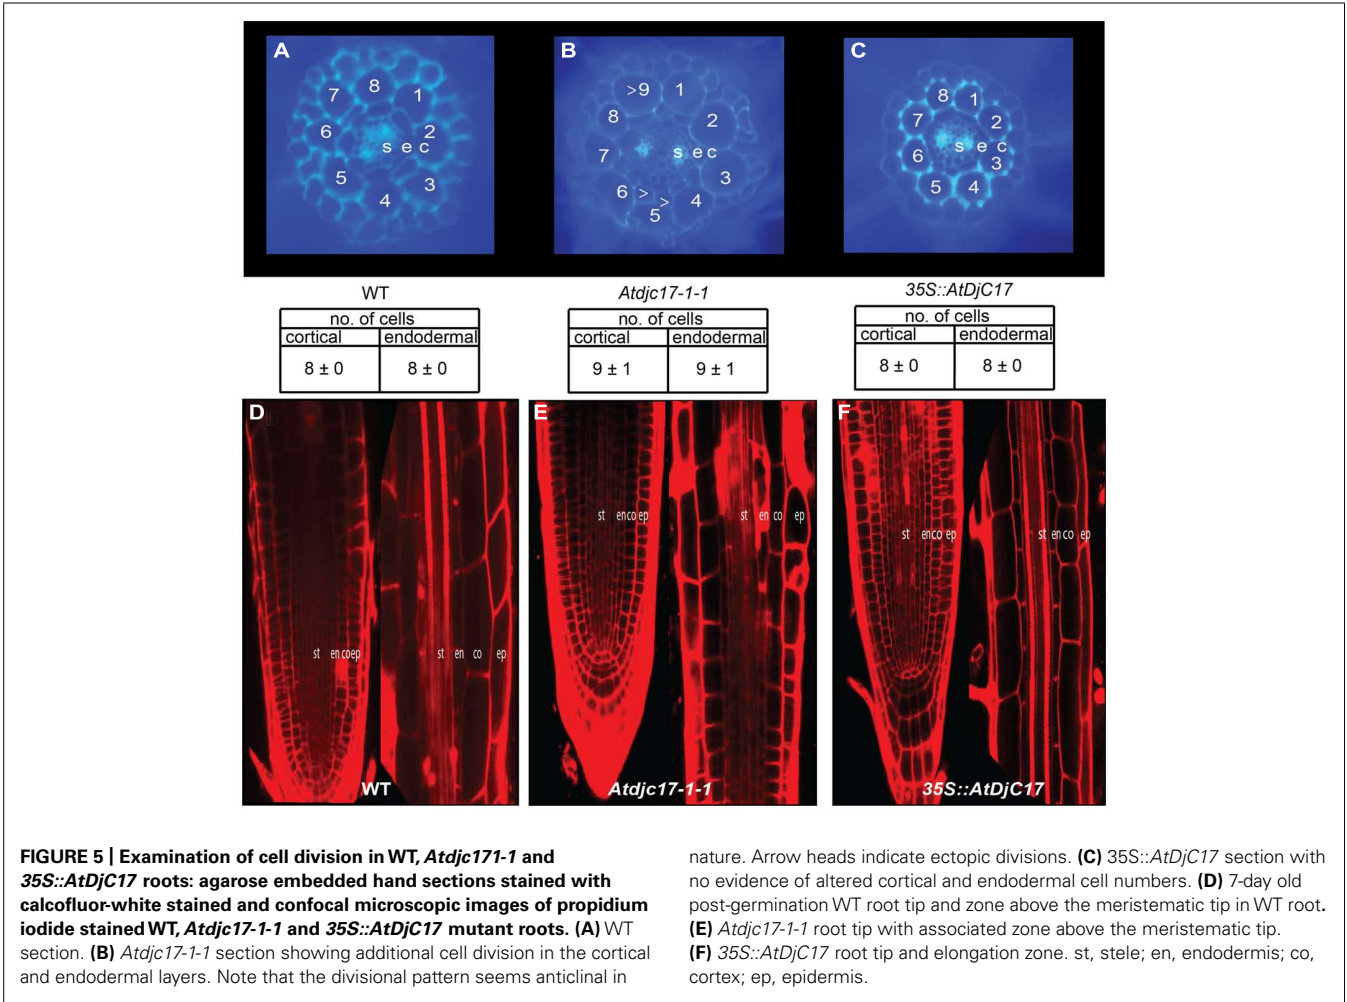 A
8
7
1
6
2
s e c
5
3
4
B
>9
1
8
2
7
s e c
6
>
>
3
5
4
C
8
1
7
2
s e c
6
3
5
4
WT
no. of cells
cortical endodermal
8 ± 0 8 ± 0
Atdjc17-1-1
no. of cells
cortical endodermal
9 ± 1 9 ± 1
35S::AtDjC17
no. of cells
cortical endodermal
8 ± 0 8 ± 0
D
st en co ep
st en co ep
WT
E
st en co ep
st en co ep
Atdjc17-1-1
F
st en co ep
st en co ep
35S::AtDjC17
FIGURE 5 | Examination of cell division in WT, Atdjc171-1 and
35S::AtDjC17 roots: agarose embedded hand sections stained with
calcofluor-white stained and confocal microscopic images of propidium
iodide stained WT, Atdjc17-1-1 and 35S::AtDjC17 mutant roots. (A) WT
section. (B) Atdjc17-1-1 section showing additional cell division in the cortical
and endodermal layers. Note that the divisional pattern seems anticlinal in
nature. Arrow heads indicate ectopic divisions. (C) 35S::AtDjC17 section with
no evidence of altered cortical and endodermal cell numbers. (D) 7-day old
post-germination WT root tip and zone above the meristematic tip in WT root.
(E) Atdjc17-1-1 root tip with associated zone above the meristematic tip.
(F) 35S::AtDjC17 root tip and elongation zone. st, stele; en, endodermis; co,
cortex; ep, epidermis.